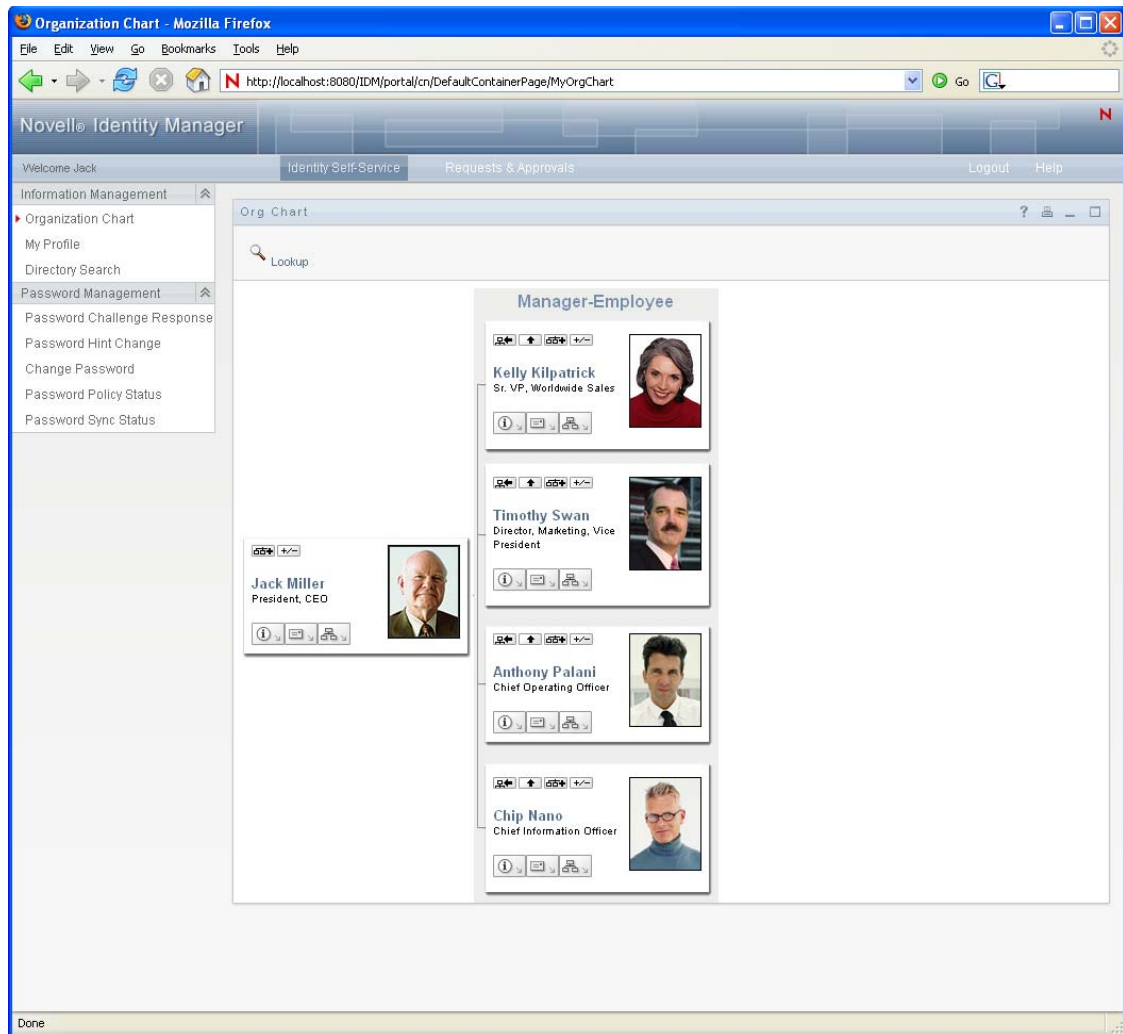 Organization Chart - Mozilla Firefox
File Edit View Go Bookmarks Tools Help
N http://localhost:8080/IDM/portal/cn/DefaultContainerPage/MyOrgChart Go G
Novell® Identity Manager
N
Welcome Jack Identity Self-Service Requests & Approvals Logout Help
Information Management
Organization Chart
My Profile
Directory Search
Password Management
Password Challenge Response
Password Hint Change
Change Password
Password Policy Status
Password Sync Status
Org Chart ?
Lookup
Manager-Employee
+/-
Kelly Kilpatrick
Sr. VP, Worldwide Sales
+/-
Timothy Swan
Director, Marketing, Vice
President
+/-
Jack Miller
President, CEO
+/-
Anthony Palani
Chief Operating Officer
+/-
Chip Nano
Chief Information Officer
Done